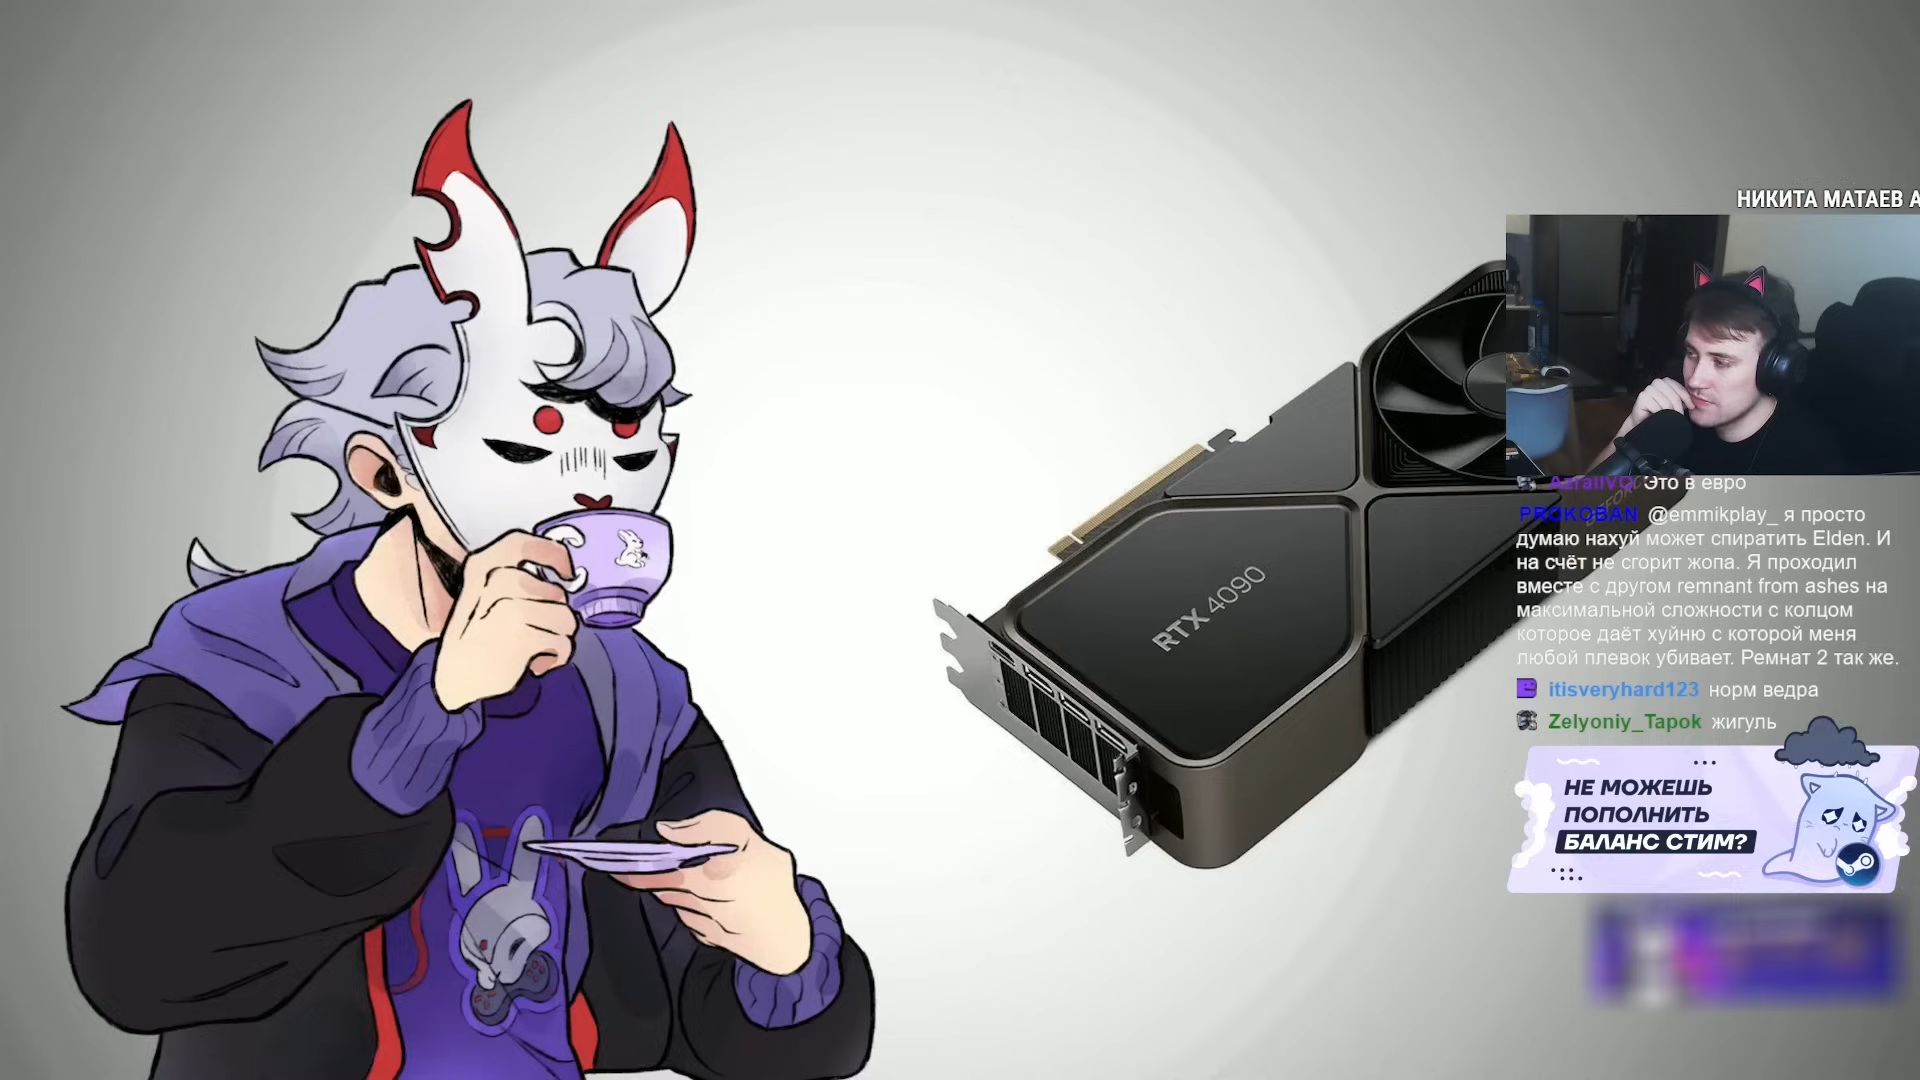 НИКИТА МАТАЕВ А
RTX 4090
AzrailVO: Это в евро
PROKOBAN @emmikplay_ я просто
думаю нахуй может спиратить Elden. И
на счёт не сгорит жопа. Я проходил
вместе с другом remnant from ashes на
максимальной сложности с колцом
которое даёт хуйню с которой меня
любой плевок убивает. Ремнат 2 так же.
itisveryhard123 норм ведра
Zelyoniy_Tapok жигуль
НЕ МОЖЕШЬ
ПОПОЛНИТЬ
БАЛАНС СТИМ?